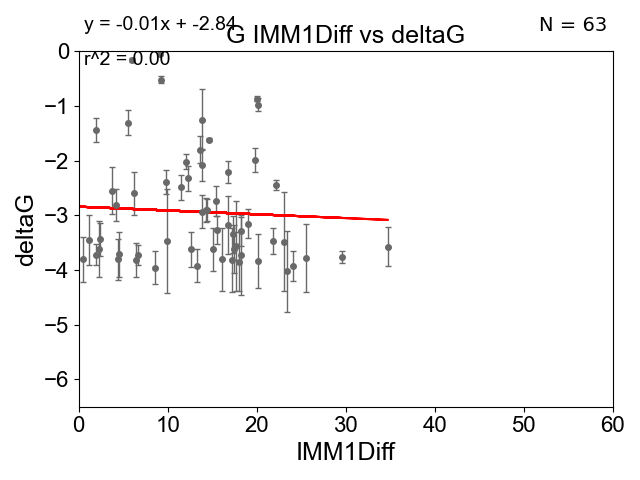 y = -0.01x + -2.84
N = 63
G IMM1Diff vs deltaG
r^2 = 0.00
0
−1
−2
−3
−4
−5
−6
deltaG
0 10 20 30 40 50 60
IMM1Diff